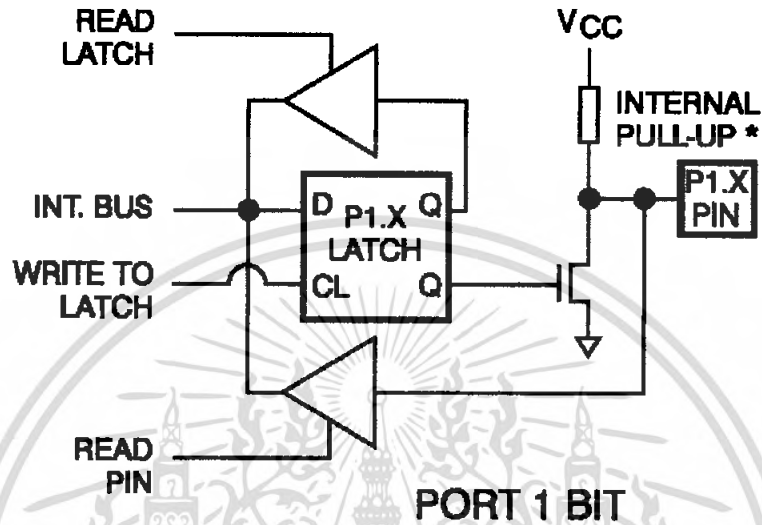 READ
LATCH
VCC
INTERNAL
PULL-UP *
P1.X
PIN
INT. BUS
D
Q
P1.X
LATCH
WRITE TO
LATCH
CL
Q
READ
PIN
PORT 1 BIT